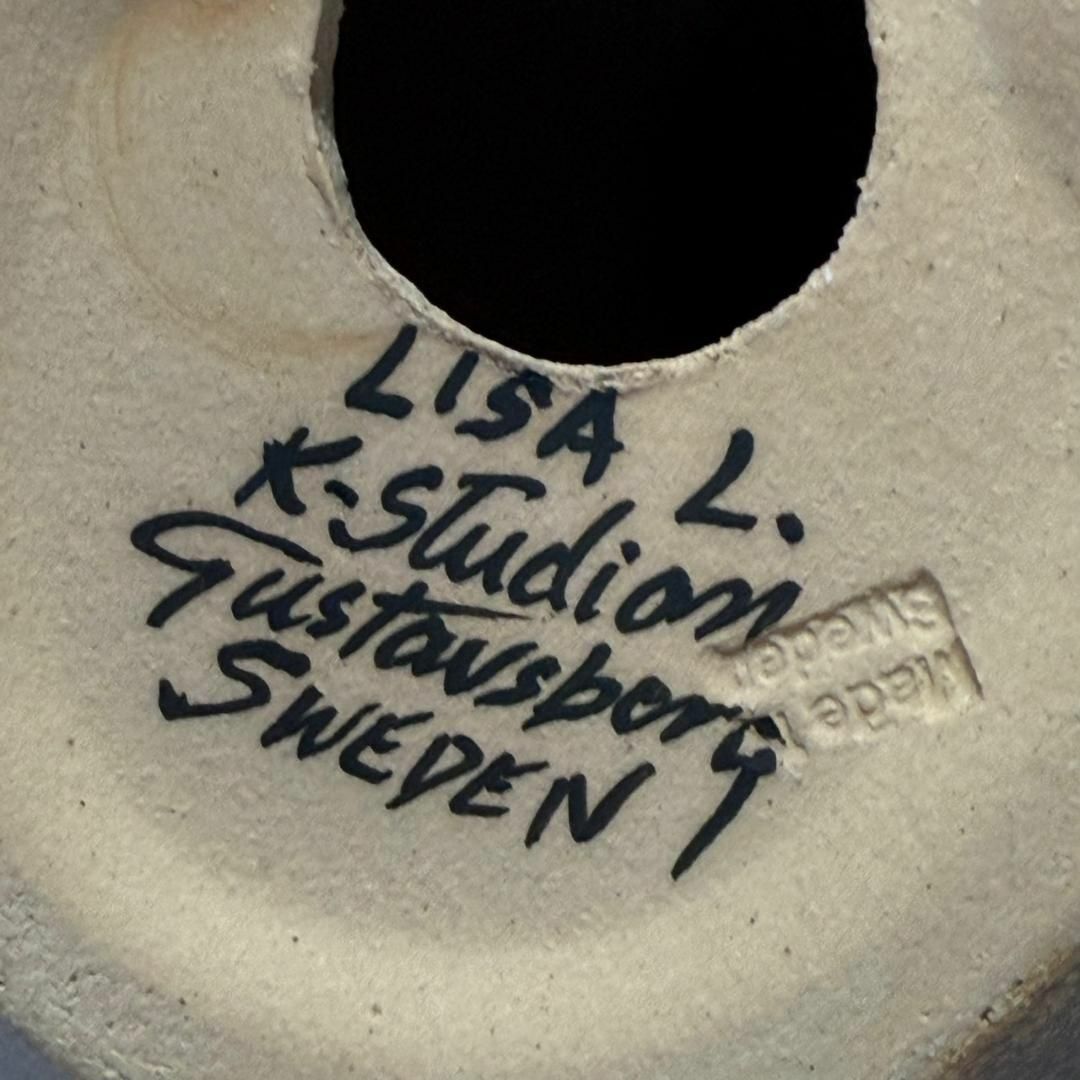 LISA L.
K-Studion
Gustavsberg
SWEDEN
Made in
Sweden